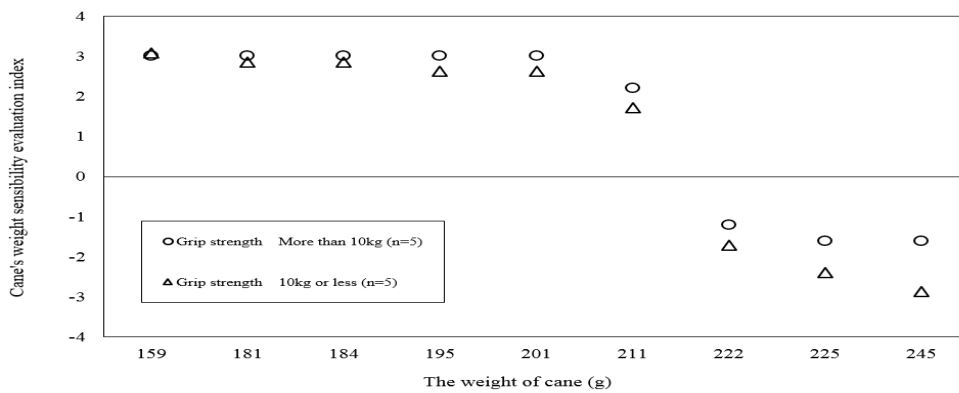 4
3
2
1
0
-1
-2
-3
-4
Cane's weight sensibility evaluation index
Grip strength More than 10kg (n=5)
Grip strength 10kg or less (n=5)
159 181 184 195 201 211 222 225 245
The weight of cane (g)